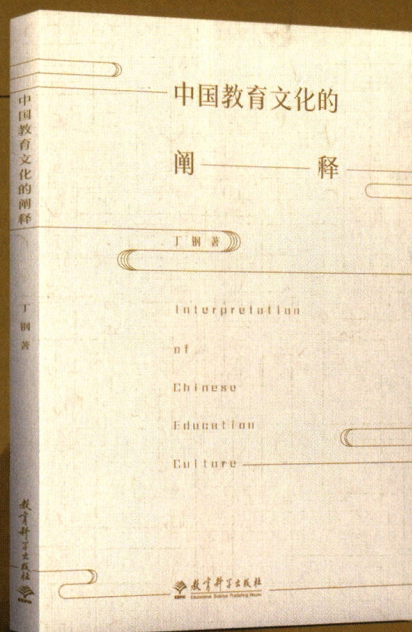 中国教育文化的阐释
丁钢 著
教育科学出版社
中国教育文化的
阐 释
丁钢 著
Interpretation
of
Chinese
Education
Culture
教育科学出版社
Educational Science Publishing House